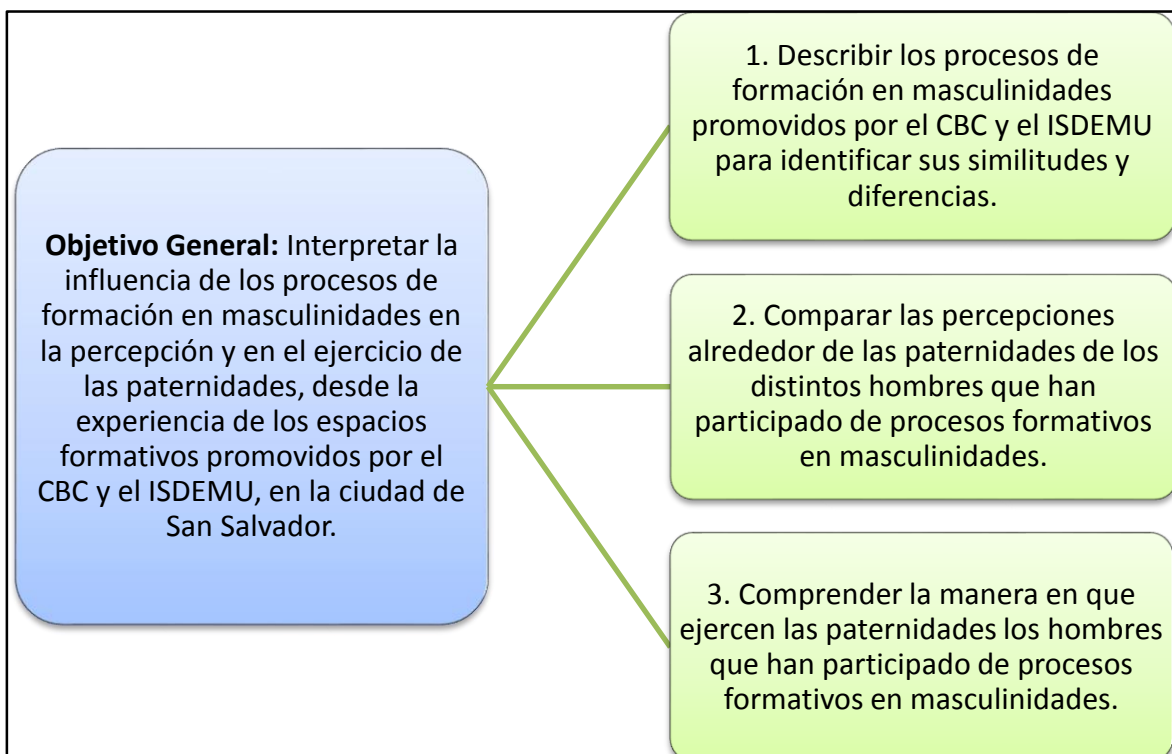 Objetivo General: Interpretar la
influencia de los procesos de
formación en masculinidades en
la percepción y en el ejercicio de
las paternidades, desde la
experiencia de los espacios
formativos promovidos por el
CBC y el ISDEMU, en la ciudad de
San Salvador.
1. Describir los procesos de
formación en masculinidades
promovidos por el CBC y el ISDEMU
para identificar sus similitudes y
diferencias.
2. Comparar las percepciones
alrededor de las paternidades de los
distintos hombres que han
participado de procesos formativos
en masculinidades.
3. Comprender la manera en que
ejercen las paternidades los hombres
que han participado de procesos
formativos en masculinidades.